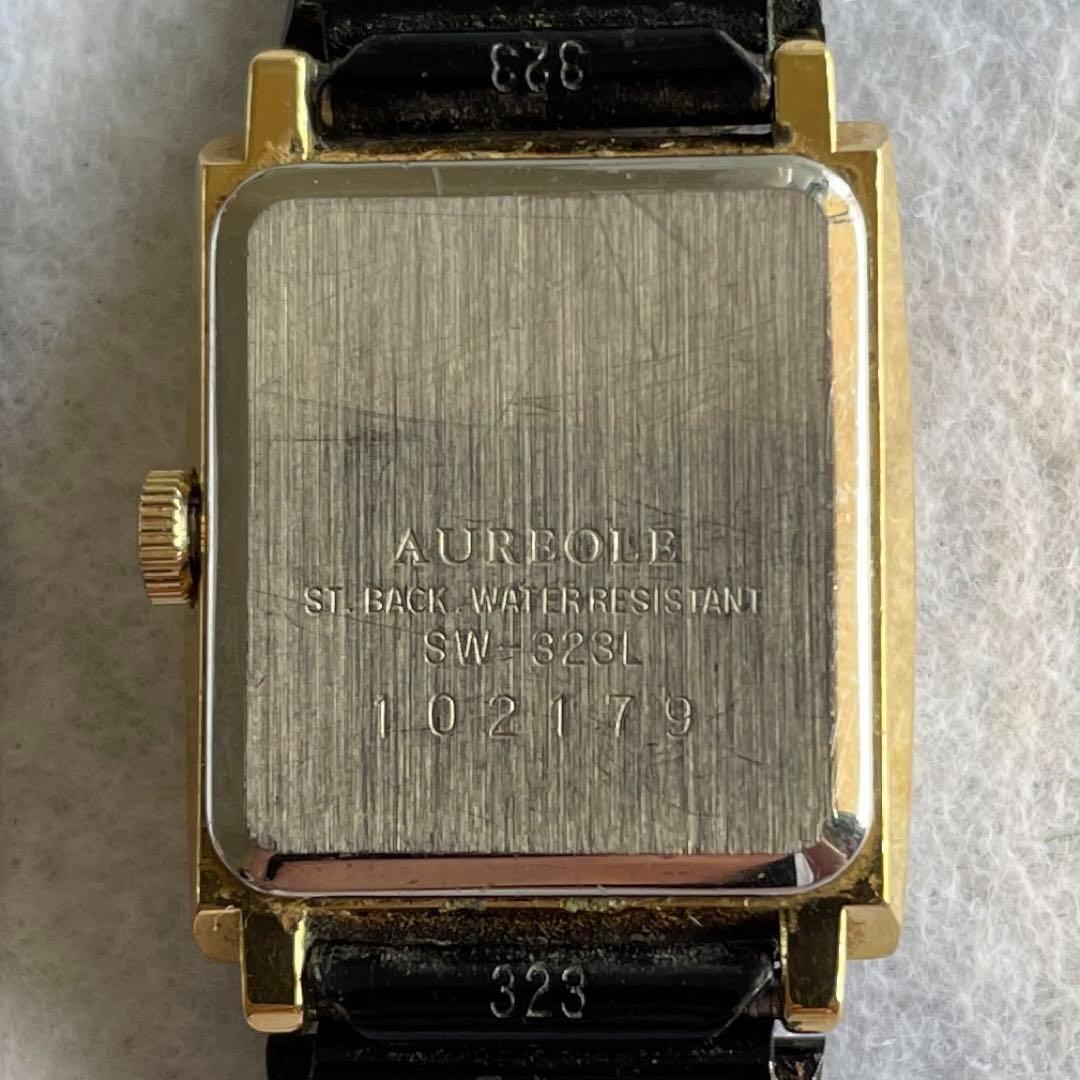 323
AUREOLE
ST. BACK. WATER RESISTANT
SW-323L
102179
323